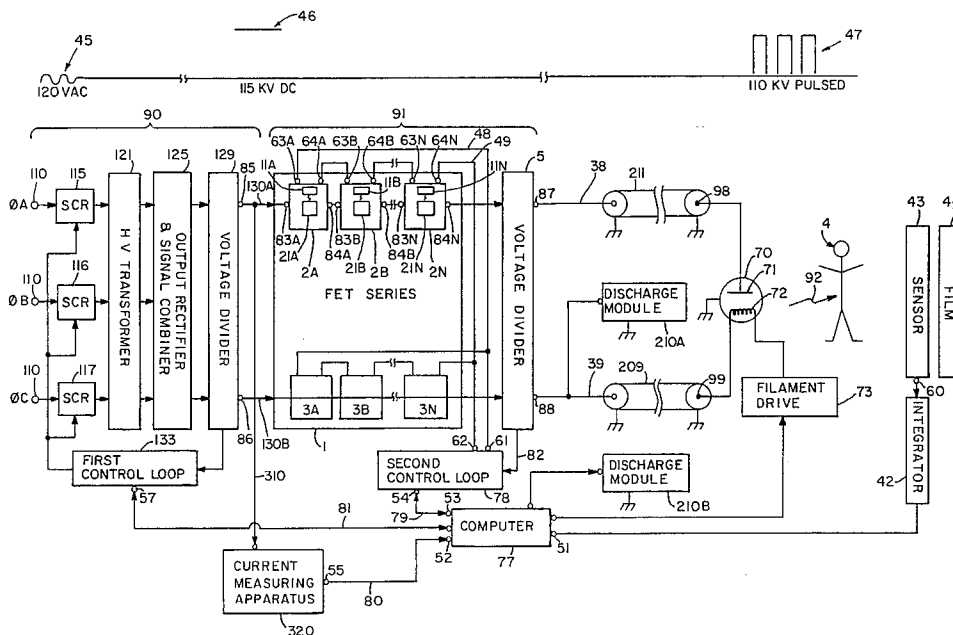 46
45
47
120 VAC
115 KV DC
110 KV PULSED
90
91
63A 64A 63B 64B 63N 64N 48
49
121 125 129 85 130A
11A 11B 11N
5 87 38 211 98
43
110 115
ØA
SCR
83A 83B 83N
84A 84B 84N
21A 2A 21B 2B 21N 2N
FET SERIES
HV TRANSFORMER
OUTPUT RECTIFIER
& SIGNAL COMBINER
VOLTAGE DIVIDER
VOLTAGE DIVIDER
110 116
ØB
SCR
DISCHARGE
MODULE
210A
70
71
72
92
4
SENSOR
FILM
110 117
ØC
SCR
3A 3B 3N
1
86 130B
88 39 209 99
FILAMENT
DRIVE
73
60
INTEGRATOR
42
133
FIRST
CONTROL LOOP
57
310
62 61
82
SECOND
CONTROL LOOP
78
54 53
79
DISCHARGE
MODULE
210B
81
52
COMPUTER
77
51
CURRENT
MEASURING
APPARATUS
55
80
320